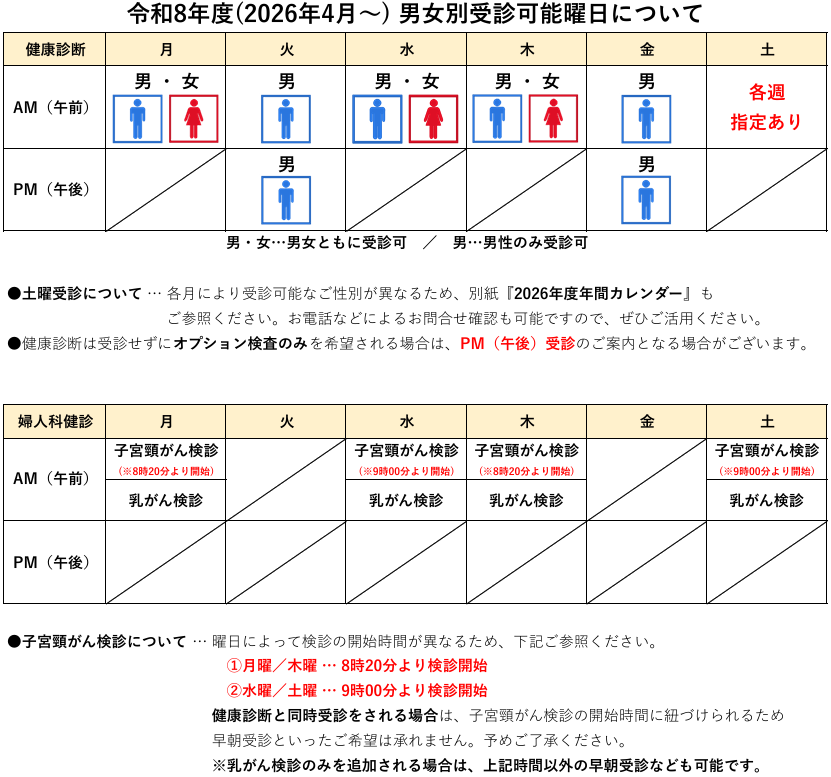 令和8年度(2026年4月～) 男女別受診可能曜日について
健康診断 月 火 水 木 金 土
AM（午前） 男 ・ 女 男 男 ・ 女 男 ・ 女 男 各週
指定あり
PM（午後） 男 男
男・女…男女ともに受診可 ／ 男…男性のみ受診可
●土曜受診について … 各月により受診可能なご性別が異なるため、別紙『2026年度年間カレンダー』も
ご参照ください。お電話などによるお問合せ確認も可能ですので、ぜひご活用ください。
●健康診断は受診せずにオプション検査のみを希望される場合は、PM（午後）受診のご案内となる場合がございます。
婦人科健診 月 火 水 木 金 土
AM（午前） 子宮頸がん検診 子宮頸がん検診 子宮頸がん検診 子宮頸がん検診
（※8時20分より開始） （※9時00分より開始） （※8時20分より開始） （※9時00分より開始）
乳がん検診 乳がん検診 乳がん検診 乳がん検診
PM（午後）
●子宮頸がん検診について … 曜日によって検診の開始時間が異なるため、下記ご参照ください。
①月曜／木曜 … 8時20分より検診開始
②水曜／土曜 … 9時00分より検診開始
健康診断と同時受診をされる場合は、子宮頸がん検診の開始時間に紐づけられるため
早朝受診といったご希望は承れません。予めご了承ください。
※乳がん検診のみを追加される場合は、上記時間以外の早朝受診なども可能です。